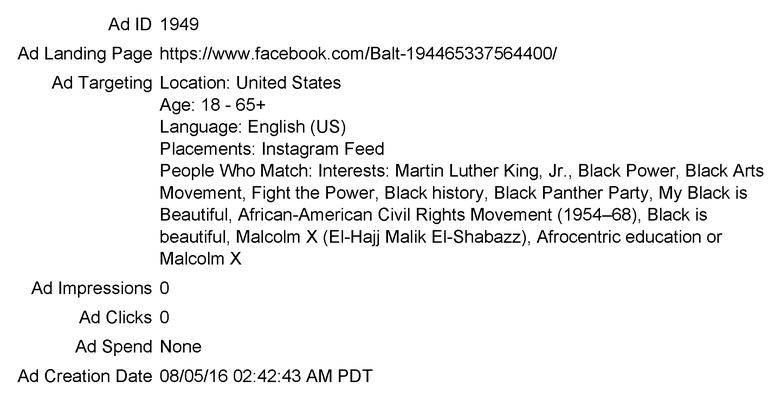 Ad ID 1949
Ad Landing Page https://www.facebook.com/Balt-194465337564400/
Ad Targeting Location: United States
Age: 18 - 65+
Language: English (US)
Placements: Instagram Feed
People Who Match: Interests: Martin Luther King, Jr., Black Power, Black Arts
Movement, Fight the Power, Black history, Black Panther Party, My Black is
Beautiful, African-American Civil Rights Movement (1954–68), Black is
beautiful, Malcolm X (El-Hajj Malik El-Shabazz), Afrocentric education or
Malcolm X
Ad Impressions 0
Ad Clicks 0
Ad Spend None
Ad Creation Date 08/05/16 02:42:43 AM PDT